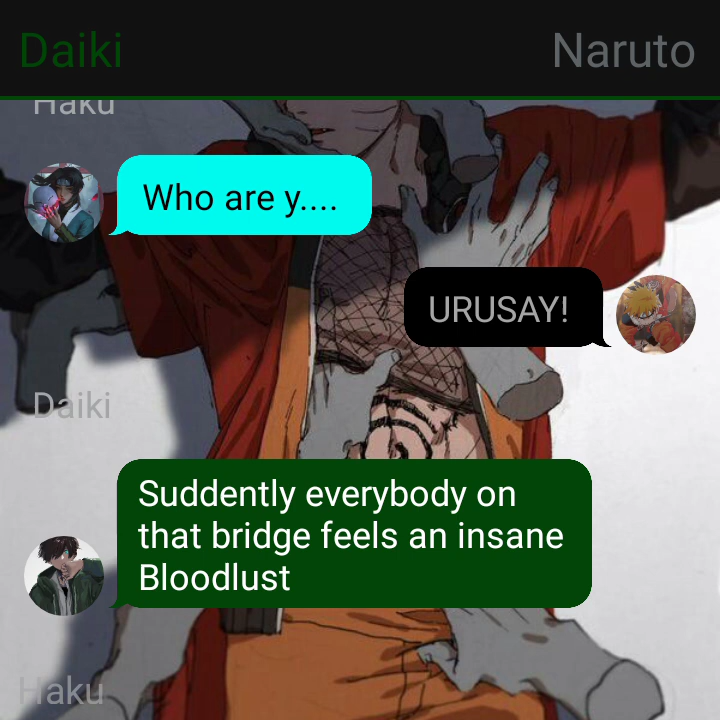 Daiki
Naruto
Haku
Who are y....
URUSAY!
Daiki
Suddently everybody on
that bridge feels an insane
Bloodlust
Haku